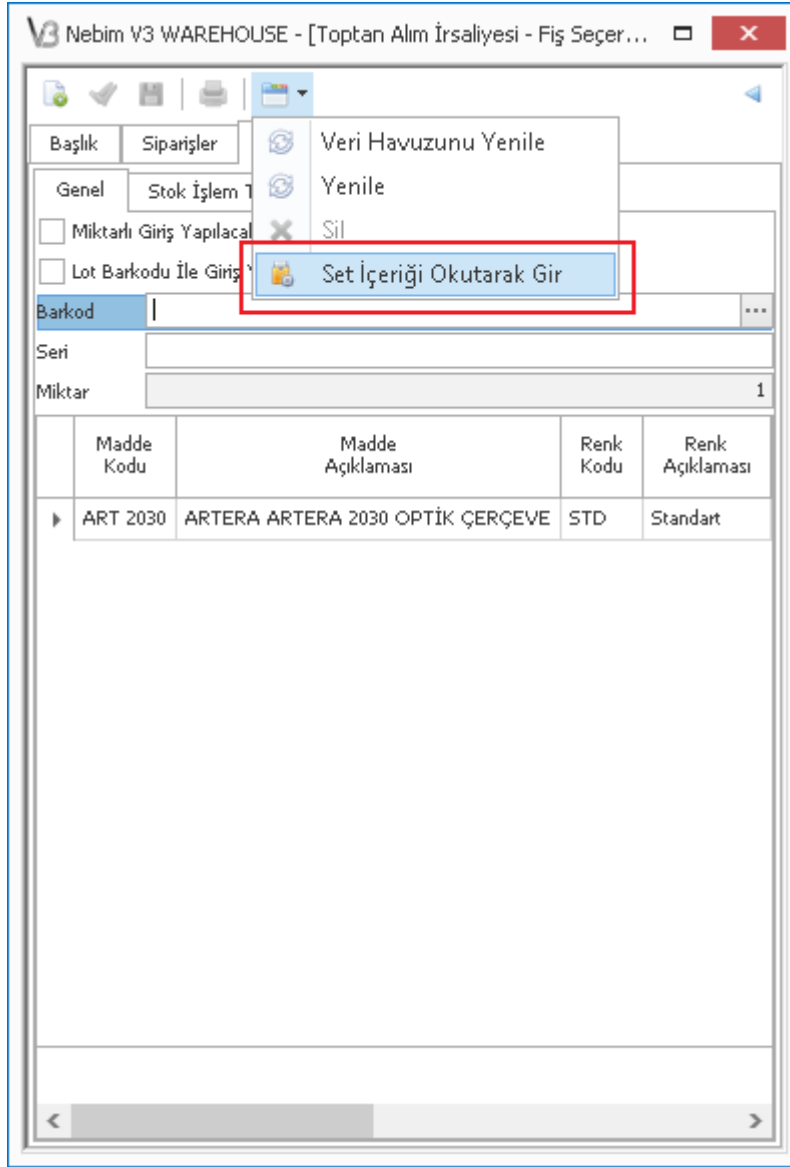 V3 Nebim V3 WAREHOUSE - [Toptan Alım İrsaliyesi - Fiş Seçer...
Başlık Siparişler
Veri Havuzunu Yenile
Genel Stok İşlem
Yenile
Miktarlı Giriş
Sil
Lot Barkodu İle Giriş
Set İçeriği Okutarak Gir
Barkod ...
Seri
Miktar 1
Madde Kodu Madde Açıklaması Renk Kodu Renk Açıklaması
ART 2030 ARTERA ARTERA 2030 OPTİK ÇERÇEVE STD Standart